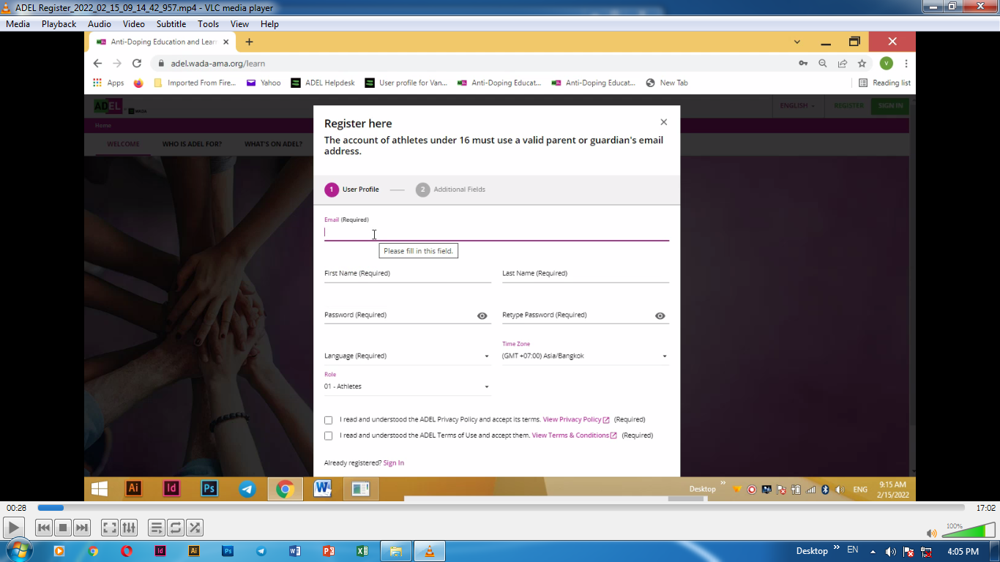 ADEL Register_2022_02_15_09_14_42_957.mp4 - VLC media player
Media Playback Audio Video Subtitle Tools View Help
Anti-Doping Education and Lear
adel.wada-ama.org/learn
V
Apps Imported From Fire... Yahoo ADEL Helpdesk User profile for Van... Anti-Doping Educat... Anti-Doping Educat... New Tab Reading list
ADEL WADA ENGLISH REGISTER SIGN IN
Home
WELCOME WHO IS ADEL FOR? WHAT'S ON ADEL?
Register here
The account of athletes under 16 must use a valid parent or guardian's email
address.
1 User Profile 2 Additional Fields
Email (Required)
Please fill in this field.
First Name (Required) Last Name (Required)
Password (Required) Retype Password (Required)
Time Zone
Language (Required) (GMT +07:00) Asia/Bangkok
Role
01 - Athletes
I read and understood the ADEL Privacy Policy and accept its terms. View Privacy Policy (Required)
I read and understood the ADEL Terms of Use and accept them. View Terms & Conditions (Required)
Already registered? Sign In
Ai Id Ps W Desktop » ENG 9:15 AM
2/15/2022
00:28 17:02
100%
Id Ai Ps W P X Desktop » EN 4:05 PM